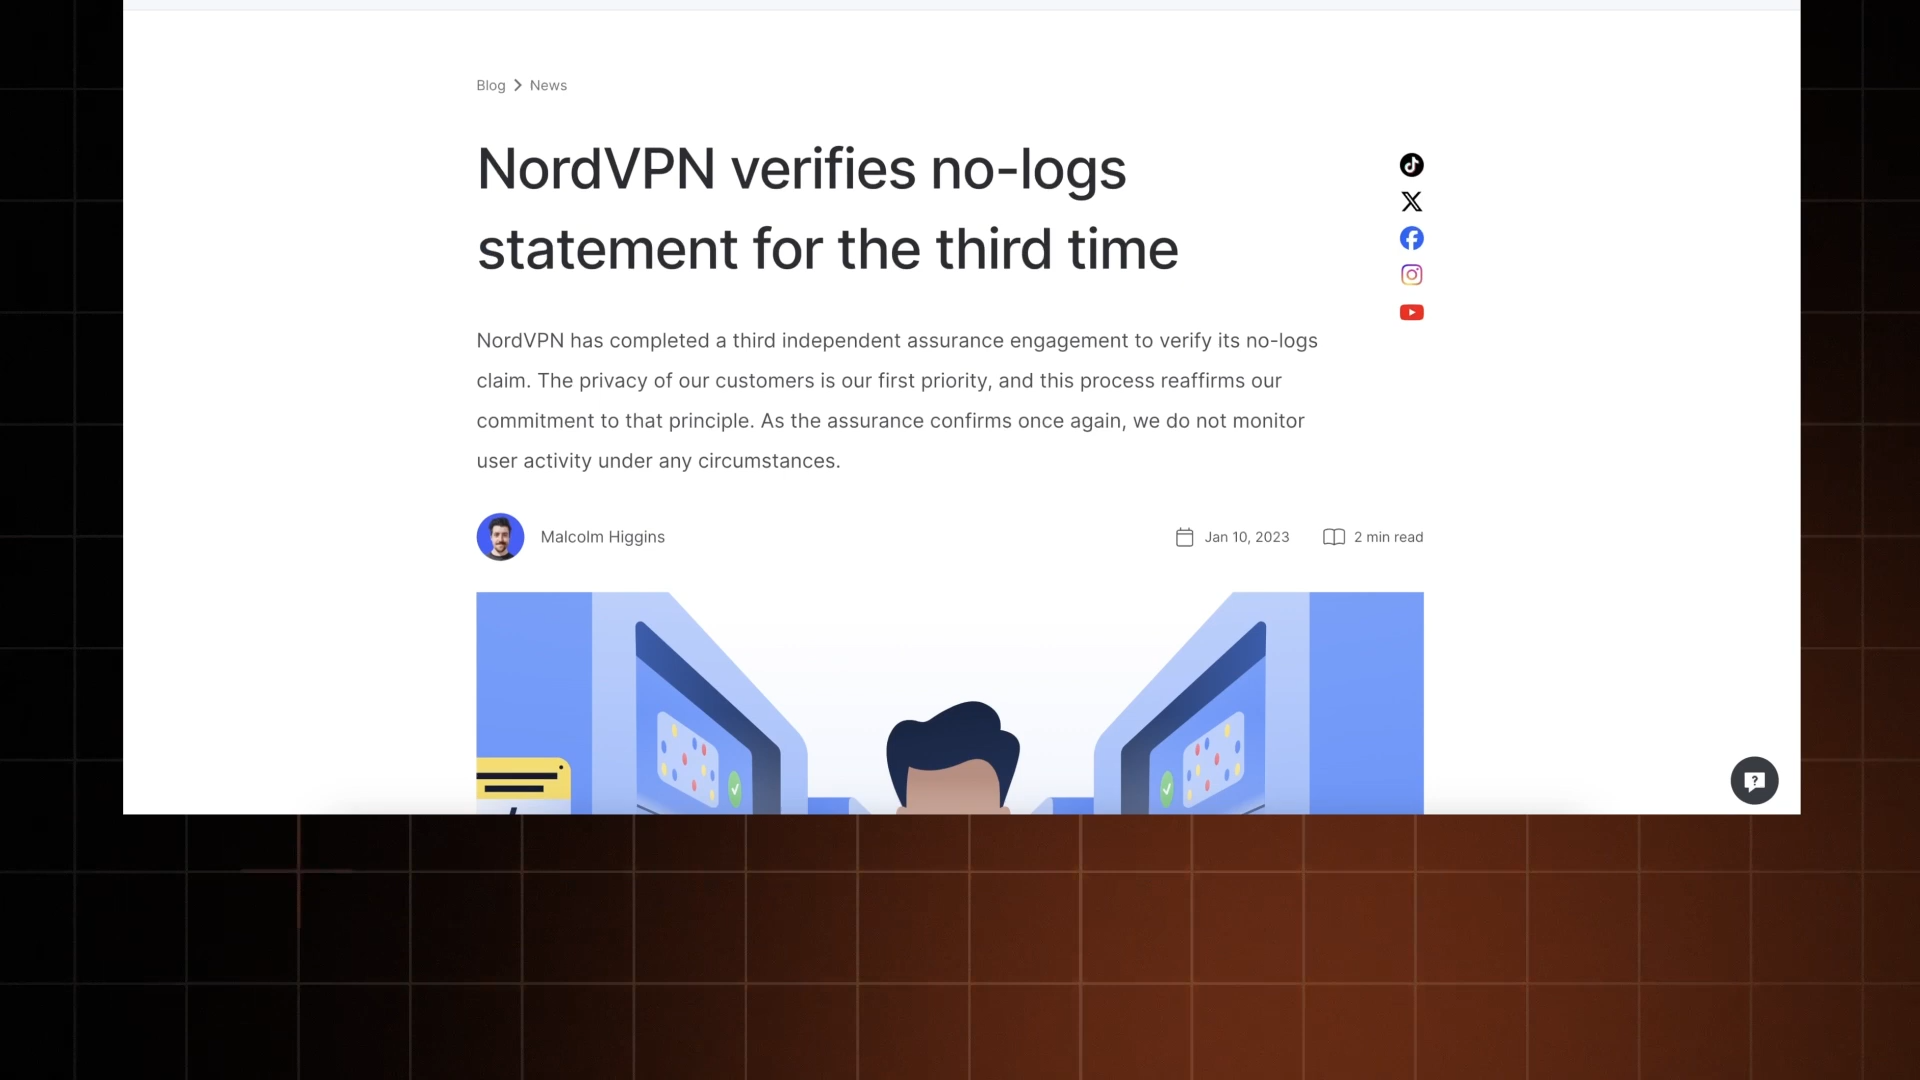 Blog > News
NordVPN verifies no-logs
statement for the third time
NordVPN has completed a third independent assurance engagement to verify its no-logs
claim. The privacy of our customers is our first priority, and this process reaffirms our
commitment to that principle. As the assurance confirms once again, we do not monitor
user activity under any circumstances.
Malcolm Higgins
Jan 10, 2023
2 min read